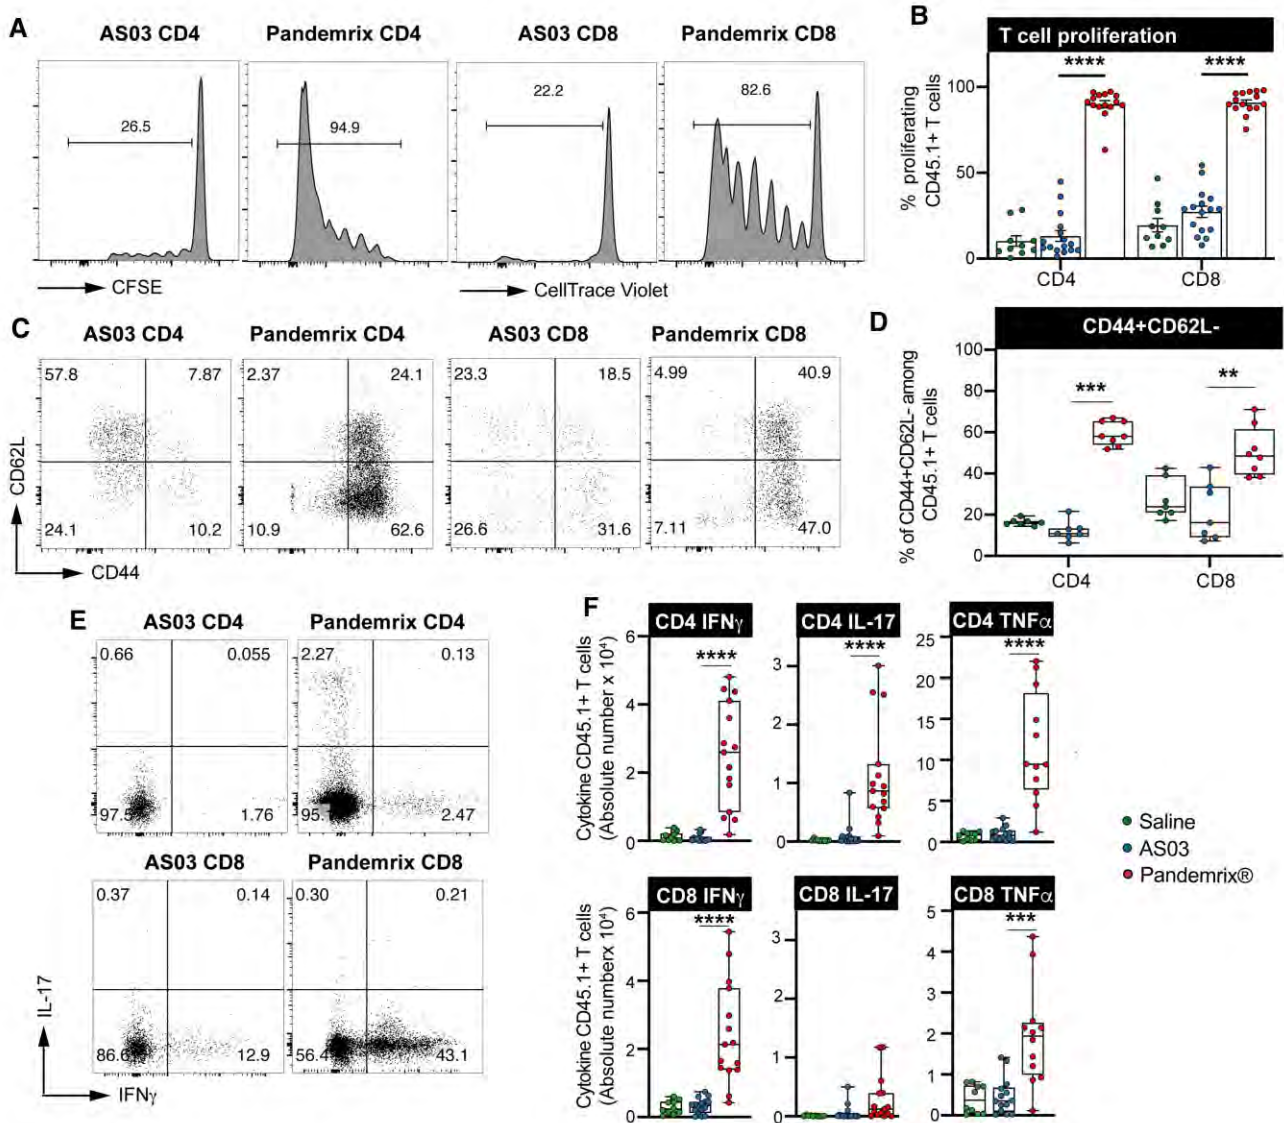 A
AS03 CD4
Pandemrix CD4
AS03 CD8
Pandemrix CD8
26.5
94.9
22.2
82.6
CFSE
CellTrace Violet
B
T cell proliferation
**** ****
% proliferating
CD45.1+ T cells
100
50
0
CD4 CD8
C
AS03 CD4
Pandemrix CD4
AS03 CD8
Pandemrix CD8
57.8 7.87
24.1 10.2
2.37 24.1
10.9 62.6
23.3 18.5
26.6 31.6
4.99 40.9
7.11 47.0
CD62L
CD44
D
CD44+CD62L-
*** **
% of CD44+CD62L- among
CD45.1+ T cells
100
80
60
40
20
0
CD4 CD8
E
AS03 CD4
Pandemrix CD4
0.66 0.055
97.5 1.76
2.27 0.13
95. 2.47
AS03 CD8
Pandemrix CD8
0.37 0.14
86.6 12.9
0.30 0.21
56.4 43.1
IL-17
IFNγ
F
CD4 IFNγ
****
Cytokine CD45.1+ T cells
(Absolute number x 10⁴)
6
4
2
0
CD4 IL-17
****
3
2
1
0
CD4 TNFα
****
25
20
15
10
5
0
CD8 IFNγ
****
Cytokine CD45.1+ T cells
(Absolute numberx 10⁴)
6
4
2
0
CD8 IL-17
3
2
1
0
CD8 TNFα
***
5
4
3
2
1
0
Saline
AS03
Pandemrix®